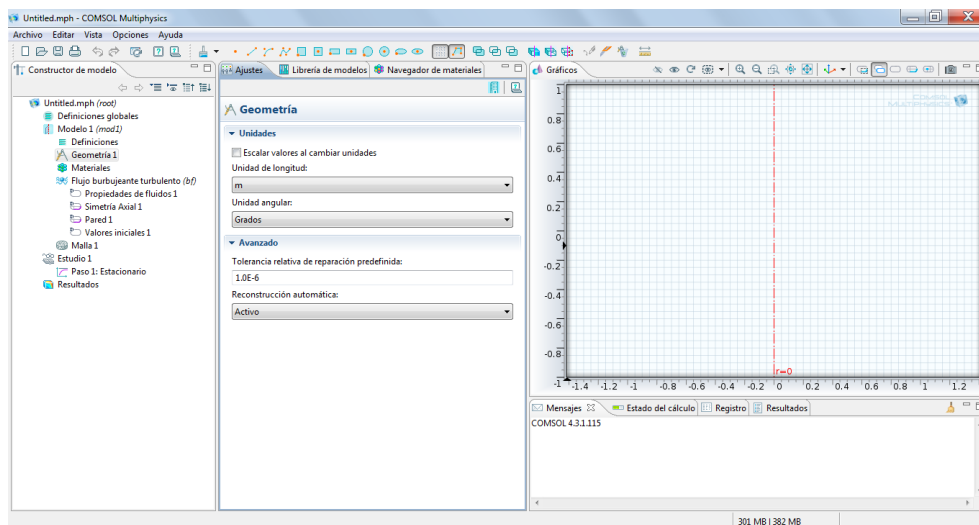 Untitled.mph - COMSOL Multiphysics
Archivo Editar Vista Opciones Ayuda
Constructor de modelo
Untitled.mph (root)
Definiciones globales
Modelo 1 (mod1)
Definiciones
Geometría 1
Materiales
Flujo burbujeante turbulento (bf)
Propiedades de fluidos 1
Simetría Axial 1
Pared 1
Valores iniciales 1
Malla 1
Estudio 1
Paso 1: Estacionario
Resultados
Ajustes Librería de modelos Navegador de materiales
Geometría
Unidades
Escalar valores al cambiar unidades
Unidad de longitud:
m
Unidad angular:
Grados
Avanzado
Tolerancia relativa de reparación predefinida:
1.0E-6
Reconstrucción automática:
Activo
Gráficos
COMSOL
MULTIPHYSICS
1
0.8
0.6
0.4
0.2
0
-0.2
-0.4
-0.6
-0.8
-1
r=0
-1.4 -1.2 -1 -0.8 -0.6 -0.4 -0.2 0 0.2 0.4 0.6 0.8 1 1.2
Mensajes Estado del cálculo Registro Resultados
COMSOL 4.3.1.115
301 MB | 382 MB